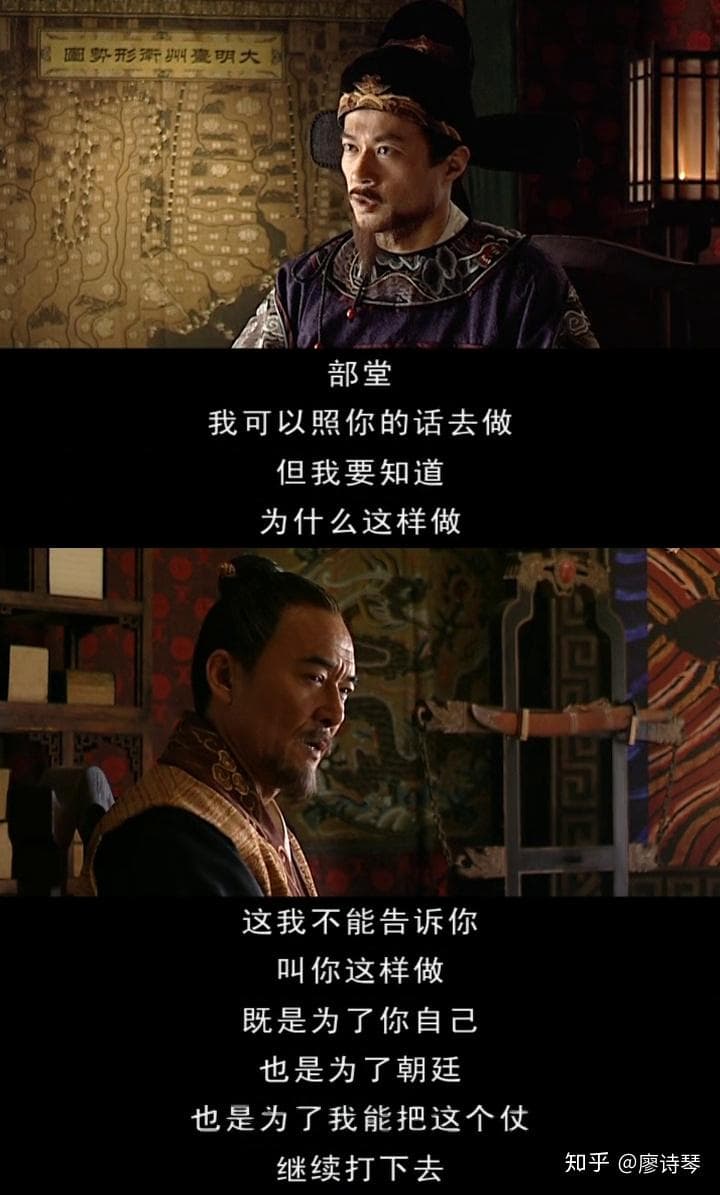 大明臺州衛形勢圖
部堂
我可以照你的话去做
但我要知道
为什么这样做
这我不能告诉你
叫你这样做
既是为了你自己
也是为了朝廷
也是为了我能把这个仗
继续打下去
知乎 @廖诗琴